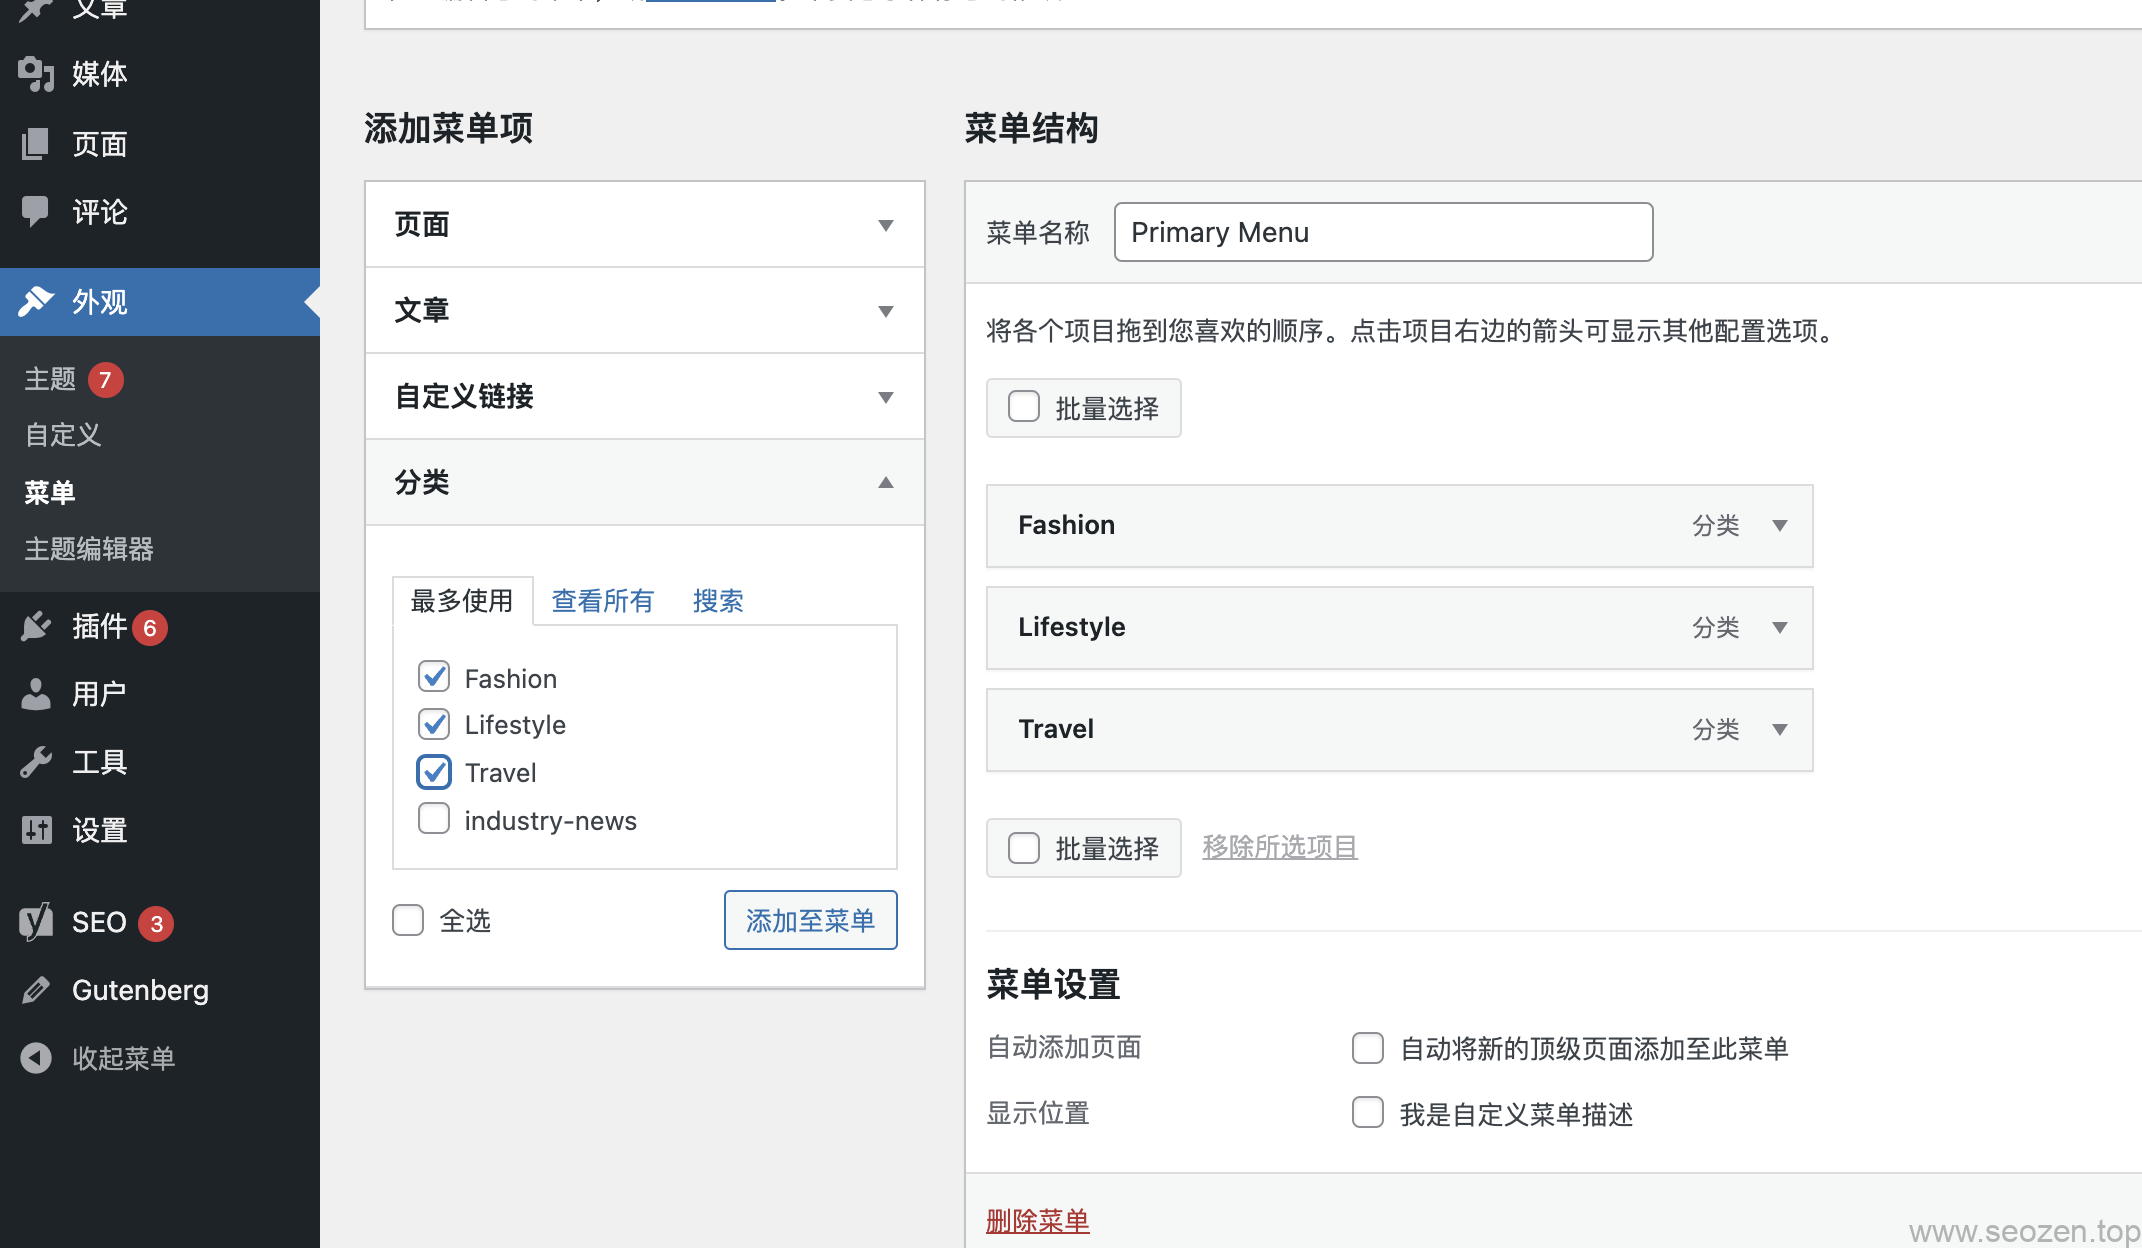 文章
媒体
页面
评论
外观
主题 7
自定义
菜单
主题编辑器
插件 6
用户
工具
设置
SEO 3
Gutenberg
收起菜单
添加菜单项
页面
文章
自定义链接
分类
最多使用 查看所有 搜索
Fashion
Lifestyle
Travel
industry-news
全选 添加至菜单
菜单结构
菜单名称 Primary Menu
将各个项目拖到您喜欢的顺序。点击项目右边的箭头可显示其他配置选项。
批量选择
Fashion 分类
Lifestyle 分类
Travel 分类
批量选择 移除所选项目
菜单设置
自动添加页面 自动将新的顶级页面添加至此菜单
显示位置 我是自定义菜单描述
删除菜单
www.seozen.top